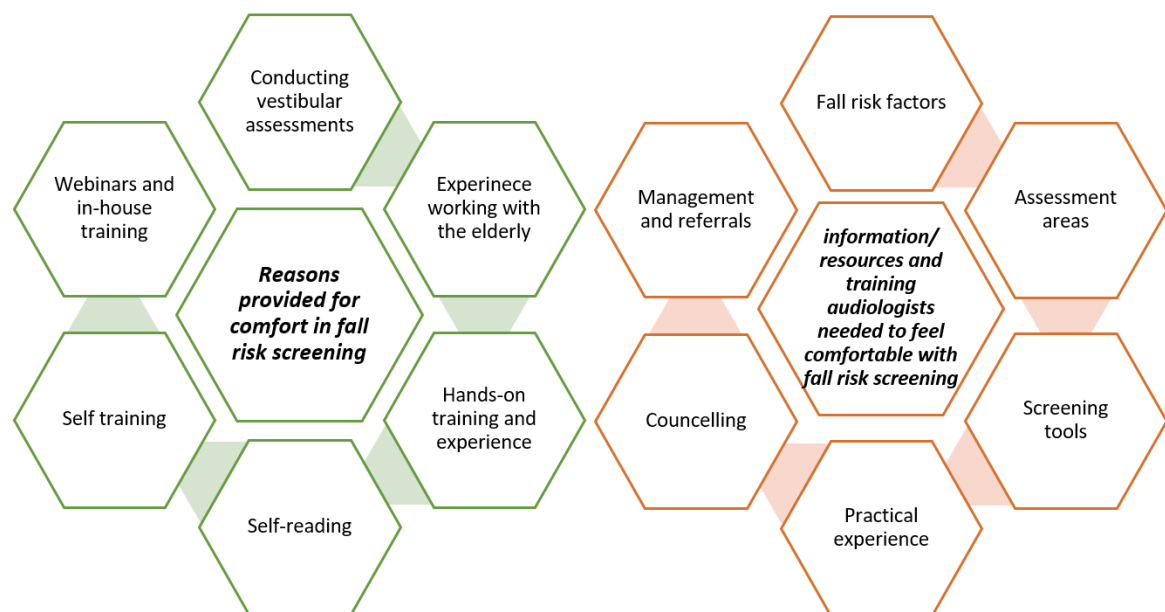 Conducting
vestibular
assessments
Experinece
working with
the elderly
Hands-on
training and
experience
Self-reading
Self training
Webinars and
in-house
training
Reasons
provided for
comfort in fall
risk screening
Fall risk factors
Assessment
areas
Screening
tools
Practical
experience
Councelling
Management
and referrals
information/
resources and
training
audiologists
needed to feel
comfortable with
fall risk screening